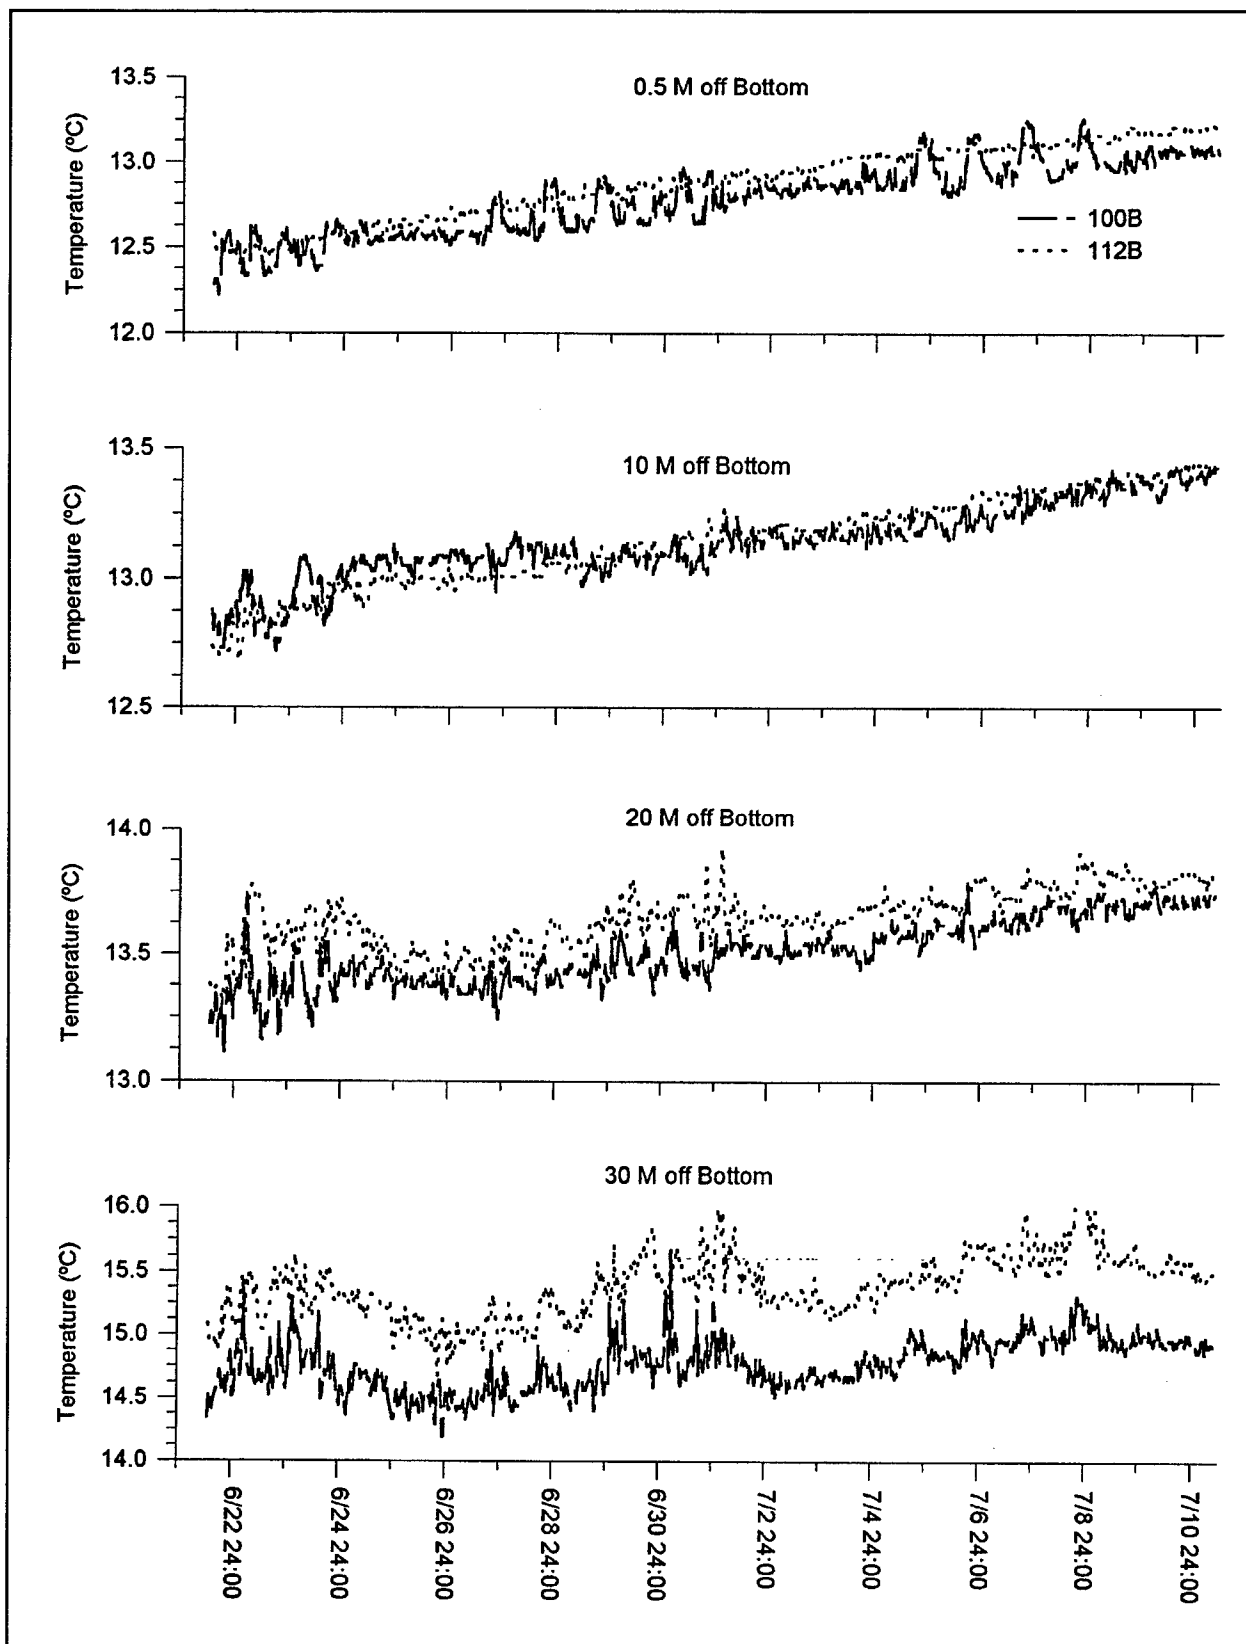 0.5 M off Bottom
Temperature (ºC)
13.5
13.0
12.5
12.0
100B
112B
10 M off Bottom
Temperature (ºC)
13.5
13.0
12.5
20 M off Bottom
Temperature (ºC)
14.0
13.5
13.0
30 M off Bottom
Temperature (ºC)
16.0
15.5
15.0
14.5
14.0
6/22 24:00
6/24 24:00
6/26 24:00
6/28 24:00
6/30 24:00
7/2 24:00
7/4 24:00
7/6 24:00
7/8 24:00
7/10 24:00